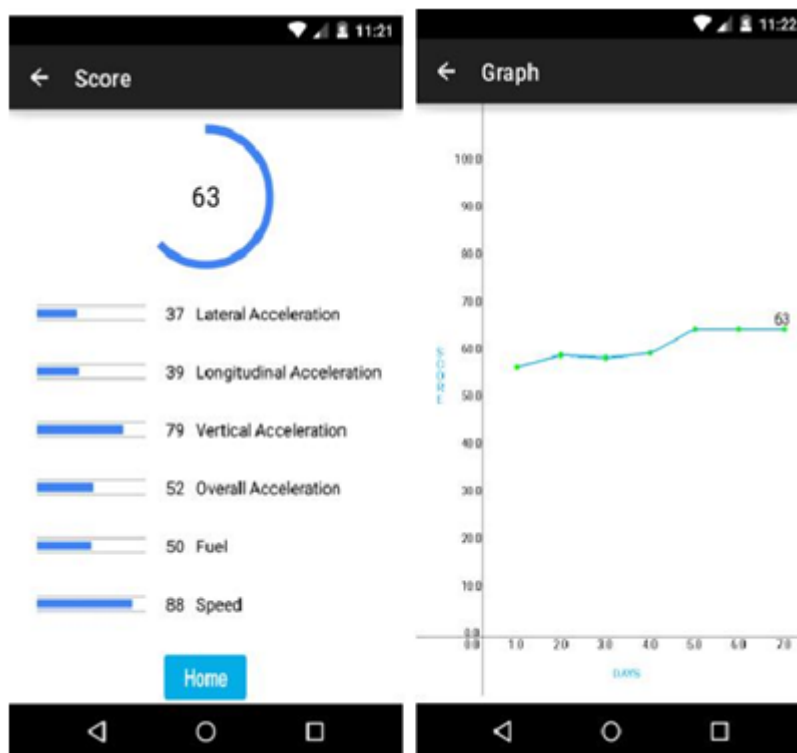 11:21
Score
63
37 Lateral Acceleration
39 Longitudinal Acceleration
79 Vertical Acceleration
52 Overall Acceleration
50 Fuel
88 Speed
Home
11:22
Graph
100.0
90.0
80.0
70.0
63
60.0
SCORE
50.0
40.0
30.0
20.0
10.0
0.0
0.0 1.0 2.0 3.0 4.0 5.0 6.0 7.0
DAYS